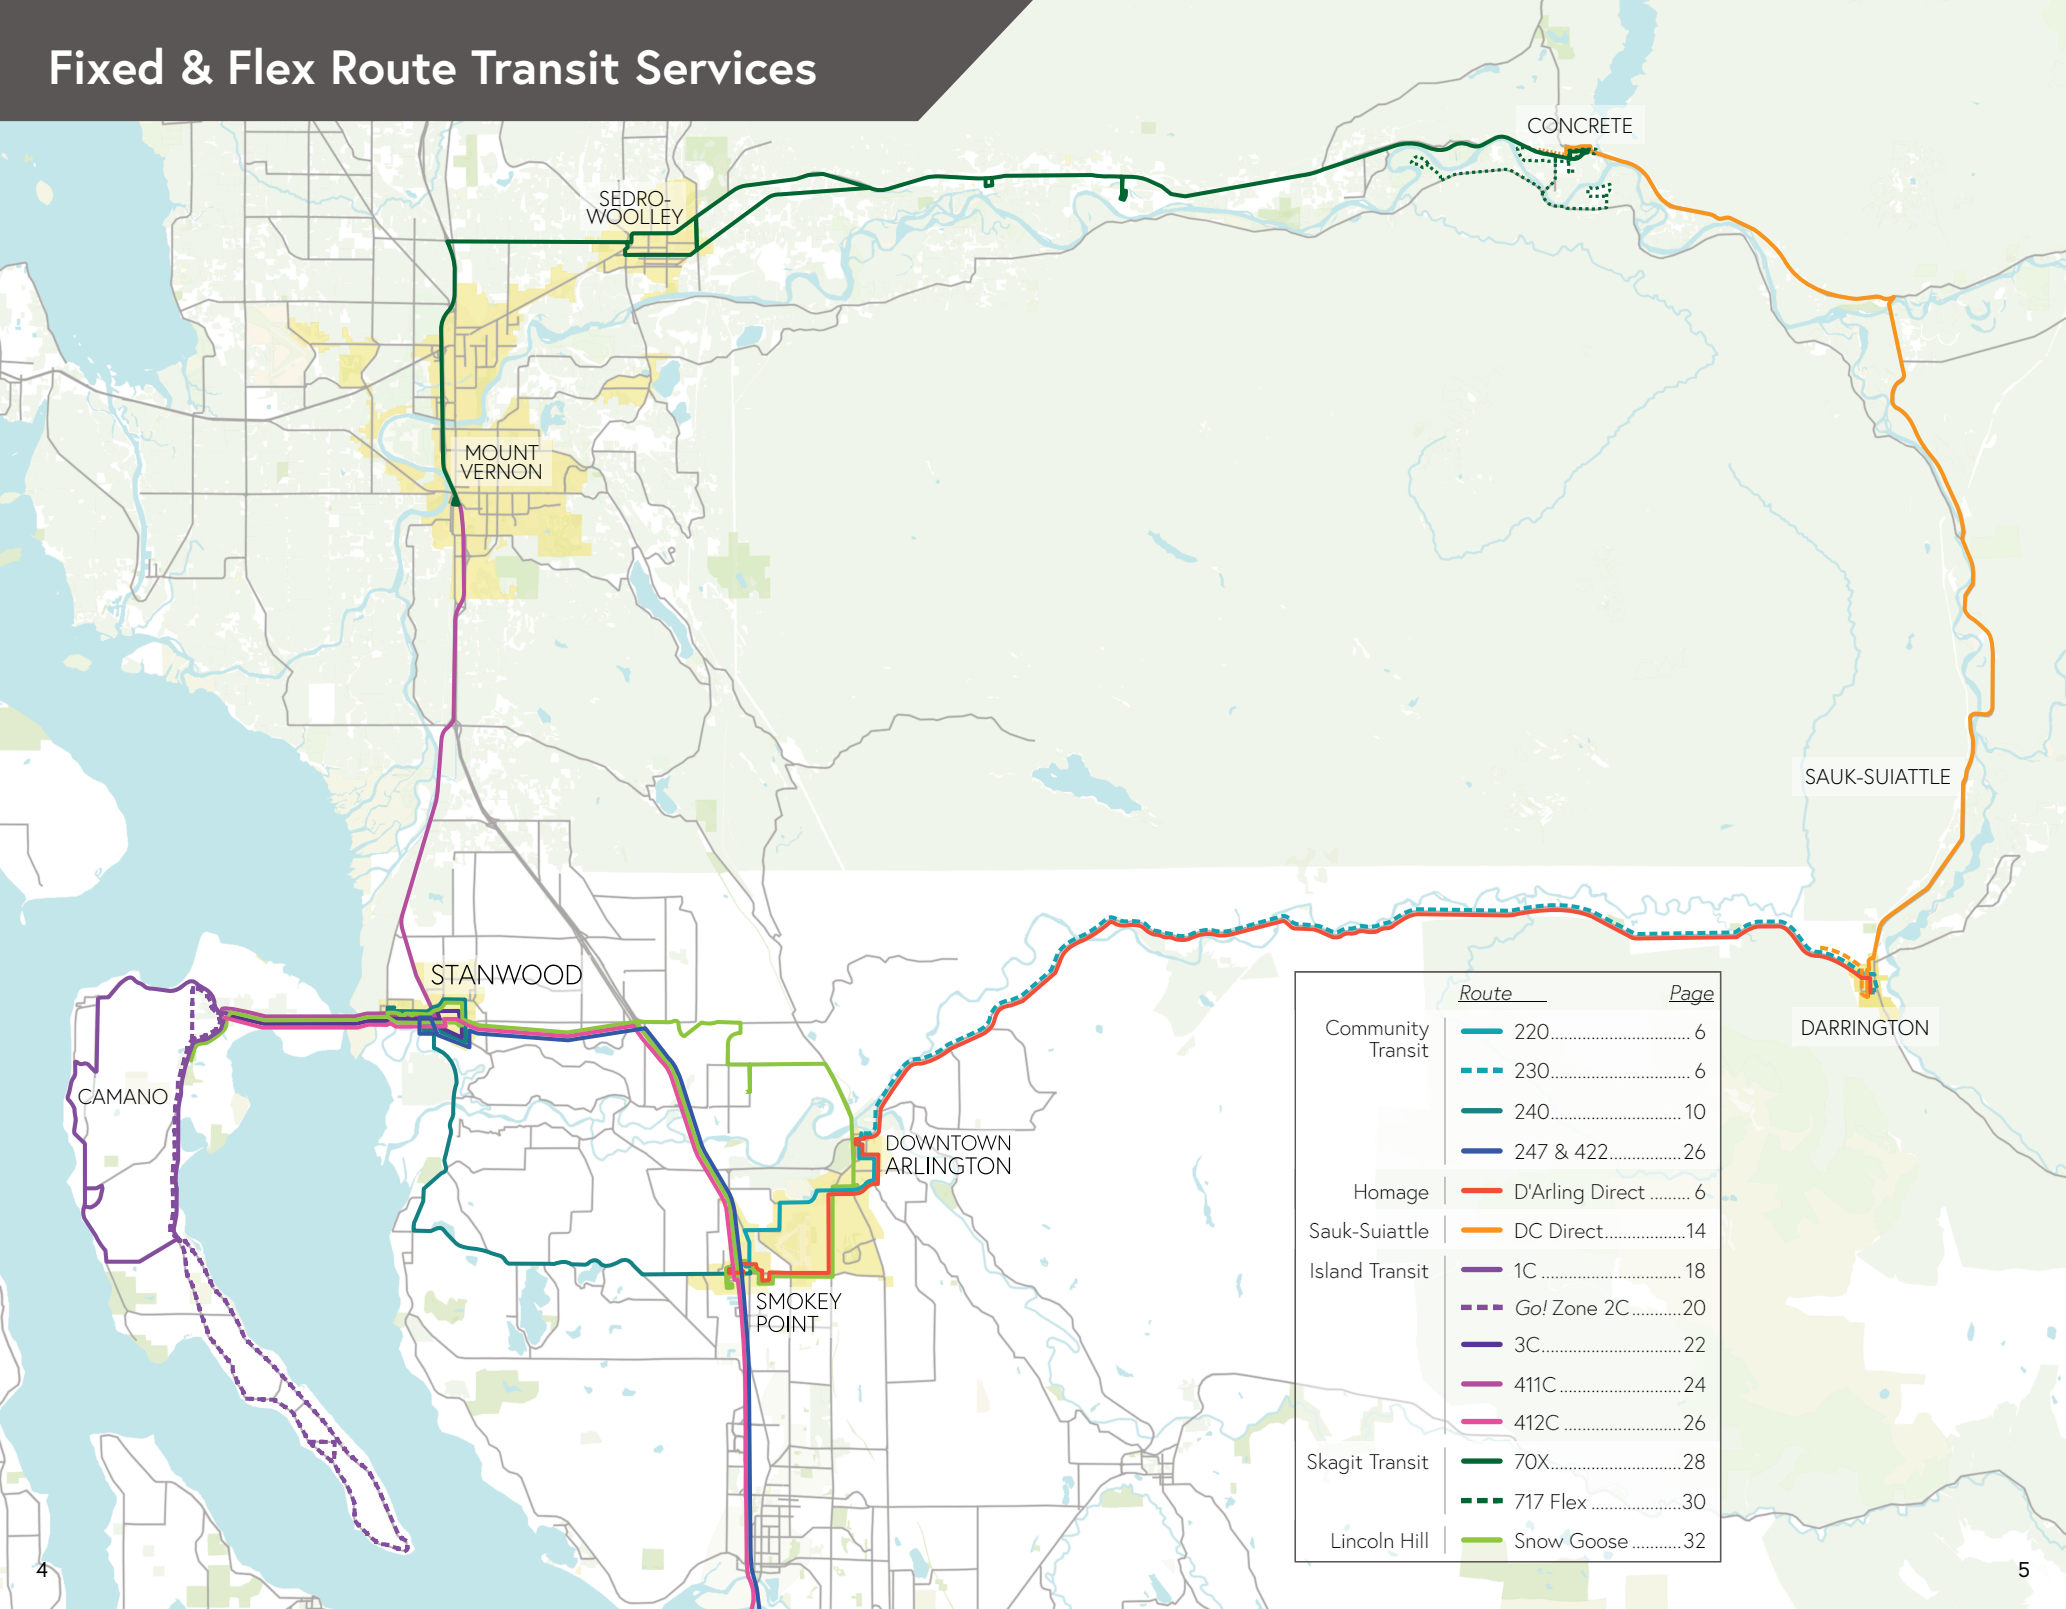 Fixed & Flex Route Transit Services
CONCRETE
SEDRO-
WOOLLEY
MOUNT
VERNON
SAUK-SUIATTLE
STANWOOD
DARRINGTON
CAMANO
DOWNTOWN
ARLINGTON
SMOKEY
POINT
Route Page
Community
Transit
220 6
230 6
240 10
247 & 422 26
Homage D'Arling Direct 6
Sauk-Suiattle DC Direct 14
Island Transit 1C 18
Go! Zone 2C 20
3C 22
411C 24
412C 26
Skagit Transit 70X 28
717 Flex 30
Lincoln Hill Snow Goose 32
4
5